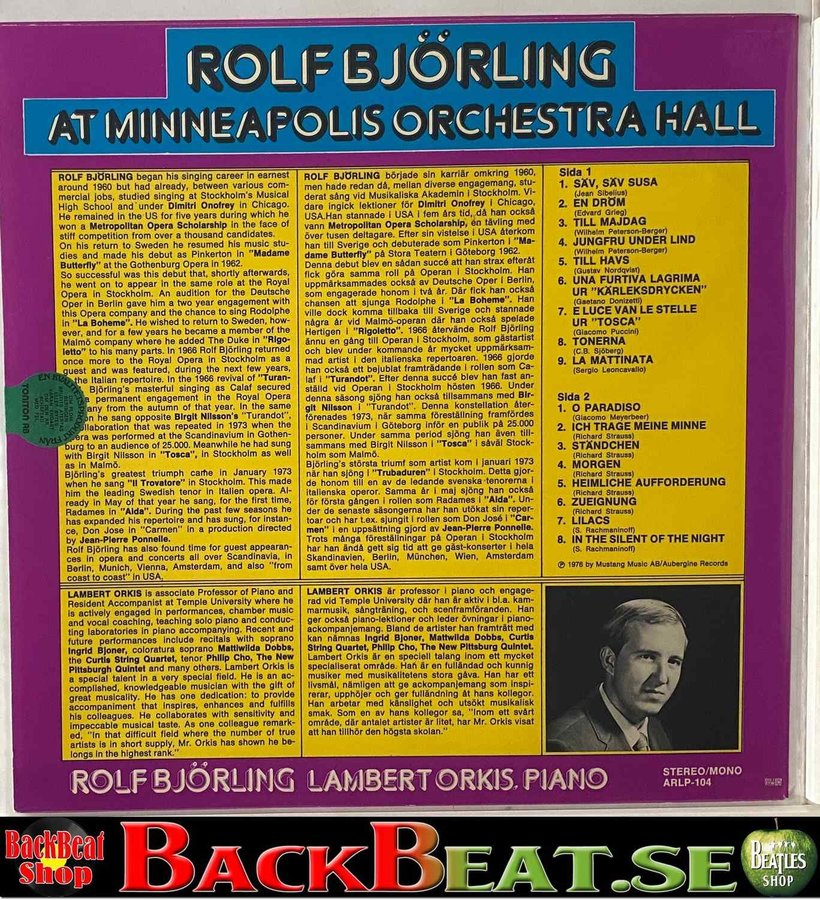 ROLF BJÖRLING
AT MINNEAPOLIS ORCHESTRA HALL
ROLF BJÖRLING began his singing career in earnest
around 1960 but had already, between various com-
mercial jobs, studied singing at Stockholm's Musical
High School and under Dimitri Onofrey in Chicago.
He remained in the US for five years during which he
won a Metropolitan Opera Scholarship in the face of
stiff competition from over a thousand candidates.
On his return to Sweden he resumed his music stu-
dies and made his debut as Pinkerton in "Madame
Butterfly" at the Gothenburg Opera in 1962.
So successful was this debut that, shortly afterwards,
he went on to appear in the same role at the Royal
Opera in Stockholm. An audition for the Deutsche
Oper in Berlin gave him a two year engagement with
this Opera company and the chance to sing Rodolphe
in "La Boheme". He wished to return to Sweden, how-
ever, and for a few years he became a member of the
Malmö company where he added The Duke in "Rigo-
letto" to his many parts. In 1966 Rolf Björling returned
once more to the Royal Opera in Stockholm as a
guest and was featured, during the next few years,
Italian repertoire. In the 1966 revival of "Turan-
Björling's masterful singing as Calaf secured
permanent engagement in the Royal Opera
any from the autumn of that year. In the same
n he sang opposite Birgit Nilsson's "Turandot",
llaboration that was repeated in 1973 when the
era was performed at the Scandinavium in Gothen-
burg to an audience of 25.000. Meanwhile he had sung
with Birgit Nilsson in "Tosca", in Stockholm as well
as in Malmö.
Björling's greatest triumph came in January 1973
when he sang "Il Trovatore" in Stockholm. This made
him the leading Swedish tenor in Italian opera. Al-
ready in May of that year he sang, for the first time,
Radames in "Aida". During the past few seasons he
has expanded his repertoire and has sung, for instan-
ce, Don Jose in "Carmen" in a production directed
by Jean-Pierre Ponnelle.
Rolf Björling has also found time for guest appearan-
ces in opera and concerts all over Scandinavia, in
Berlin, Munich, Vienna, Amsterdam, and also "from
coast to coast" in USA.
ROLF BJÖRLING började sin karriär omkring 1960,
men hade redan då, mellan diverse engagemang, stu-
derat sång vid Musikaliska Akademin i Stockholm. Vi-
dare ingick lektioner för Dimitri Onofrey i Chicago,
USA.Han stannade i USA i fem års tid, då han också
vann Metropolitan Opera Scholarship, en tävling med
över tusen deltagare. Efter sin vistelse i USA återkom
han till Sverige och debuterade som Pinkerton i "Ma-
dame Butterfly" på Stora Teatern i Göteborg 1962.
Denna debut blev en sådan succé att han strax efteråt
fick göra samma roll på Operan i Stockholm. Han
uppmärksammades också av Deutsche Oper i Berlin,
som engagerade honom i två år. Där fick han också
chansen att sjunga Rodolphe i "La Boheme". Han
ville dock komma tillbaka till Sverige och stannade
några år vid Malmö-operan där han också spelade
Hertigen i "Rigoletto". 1966 återvände Rolf Björling
ännu en gång till Operan i Stockholm, som gästartist
och blev under kommande år mycket uppmärksam-
mad artist i den italienska repertoaren. 1966 gjorde
han också ett bejublat framträdande i rollen som Ca-
laf i "Turandot". Efter denna succé blev han fast an-
ställd vid Operan i Stockholm hösten 1966. Under
denna säsong sjöng han också tillsammans med Bir-
git Nilsson i "Turandot". Denna konstellation åter-
förenades 1973, när samma föreställning framfördes
i Scandinavium i Göteborg inför en publik på 25.000
personer. Under samma period sjöng han även till-
sammans med Birgit Nilsson i "Tosca" i såväl Stock-
holm som Malmö.
Björling's största triumf som artist kom i januari 1973
när han sjöng i "Trubaduren" i Stockholm. Detta gjor-
de honom till en av de ledande svenska tenorerna i
italienska operor. Samma år i maj sjöng han också
för första gången i rollen som Radames i "Aida". Un-
der de senaste säsongerna har han utökat sin reper-
toar och har t.ex. sjungit i rollen som Don José i "Car-
men" i en uppsättning gjord av Jean-Pierre Ponnelle.
Trots många föreställningar på Operan i Stockholm
har han ändå gett sig tid att ge gäst-konserter i hela
Skandinavien, Berlin, München, Wien, Amsterdam
samt över hela USA.
Sida 1
1. SÄV, SÄV SUSA
(Jean Sibelius)
2. EN DRÖM
(Edvard Grieg)
3. TILL MAJDAG
(Wilhelm Peterson-Berger)
4. JUNGFRU UNDER LIND
(Wilhelm Peterson-Berger)
5. TILL HAVS
(Gustav Nordqvist)
6. UNA FURTIVA LAGRIMA
UR "KÄRLEKSDRYCKEN"
(Gaetano Donizetti)
7. E LUCE VAN LE STELLE
UR "TOSCA"
(Giacomo Puccini)
8. TONERNA
(C.B. Sjöberg)
9. LA MATTINATA
(Sergio Leoncavallo)
Sida 2
1. O PARADISO
(Giacomo Meyerbeer)
2. ICH TRAGE MEINE MINNE
(Richard Strauss)
3. STÄNDCHEN
(Richard Strauss)
4. MORGEN
(Richard Strauss)
5. HEIMLICHE AUFFORDERUNG
(Richard Strauss)
6. ZUEIGNUNG
(Richard Strauss)
7. LILACS
(S. Rachmaninoff)
8. IN THE SILENT OF THE NIGHT
(S. Rachmaninoff)
℗ 1976 by Mustang Music AB/Aubergine Records
LAMBERT ORKIS is associate Professor of Piano and
Resident Accompanist at Temple University where he
is actively engaged in performances, chamber music
and vocal coaching, teaching solo piano and conduc-
ting laboratories in piano accompanying. Recent and
future performances include recitals with soprano
Ingrid Bjoner, coloratura soprano Mattiwilda Dobbs,
the Curtis String Quartet, tenor Philip Cho, The New
Pittsburgh Quintet and many others. Lambert Orkis is
a special talent in a very special field. He is an ac-
complished, knowledgeable musician with the gift of
great musicality. He has one dedication: to provide
accompaniment that inspires, enhances and fulfills
his colleagues. He collaborates with sensitivity and
impeccable musical taste. As one colleague remark-
ed, "In that difficult field where the number of true
artists is in short supply, Mr. Orkis has shown he be-
longs in the highest rank."
LAMBERT ORKIS är professor i piano och engage-
rad vid Temple University där han är aktiv i bl.a. kam-
marmusik, sångträning, och scenframföranden. Han
ger också piano-lektioner och leder övningar i piano-
ackompanjemang. Bland de artister han framträtt med
kan nämnas Ingrid Bjoner, Mattwilda Dobbs, Curtis
String Quartet, Philip Cho, The New Pittsburg Quintet.
Lambert Orkis är en speciell talang inom ett mycket
specialiserat område. Han är en fulländad och kunnig
musiker med musikalitetens stora gåva. Han har ett
livsmål, nämligen att ge ackompanjemang som inspi-
rerar, upphöjer och ger fulländning åt hans kollegor.
Han arbetar med känslighet och utsökt musikalisk
smak. Som en av hans kollegor sa, "Inom ett svårt
område, där antalet artister är litet, har Mr. Orkis visat
att han tillhör den högsta skolan."
ROLF BJÖRLING LAMBERT ORKIS, PIANO
STEREO/MONO
ARLP-104
BackBeat
Shop
BACKBEAT.SE
BEATLES
SHOP